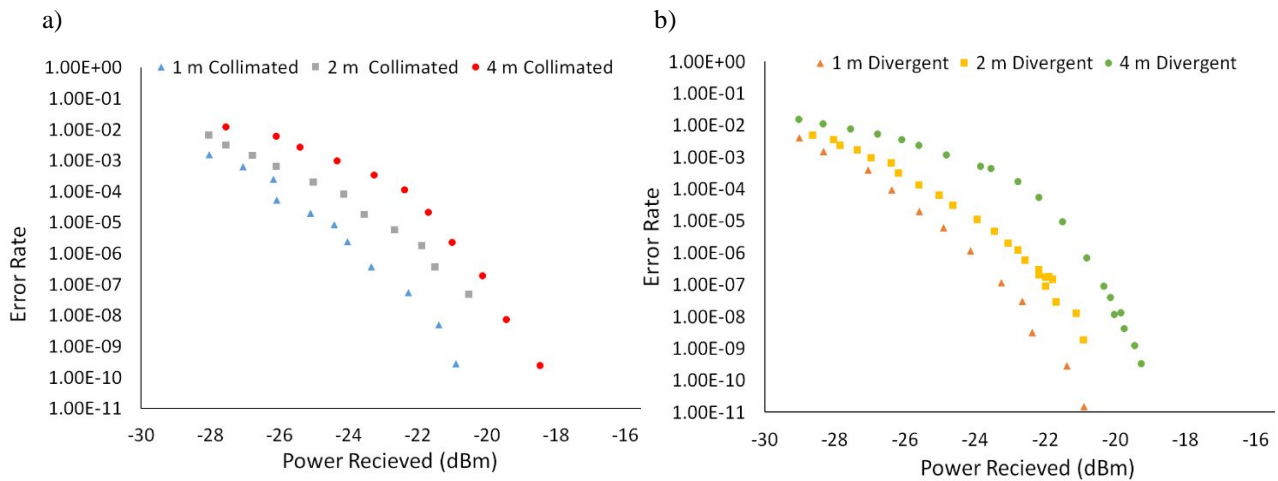 a)
1 m Collimated 2 m Collimated 4 m Collimated
1.00E+00
1.00E-01
1.00E-02
1.00E-03
1.00E-04
1.00E-05
1.00E-06
1.00E-07
1.00E-08
1.00E-09
1.00E-10
1.00E-11
Error Rate
-30 -28 -26 -24 -22 -20 -18 -16
Power Recieved (dBm)
b)
1 m Divergent 2 m Divergent 4 m Divergent
1.00E+00
1.00E-01
1.00E-02
1.00E-03
1.00E-04
1.00E-05
1.00E-06
1.00E-07
1.00E-08
1.00E-09
1.00E-10
1.00E-11
Error Rate
-30 -28 -26 -24 -22 -20 -18 -16
Power Recieved (dBm)